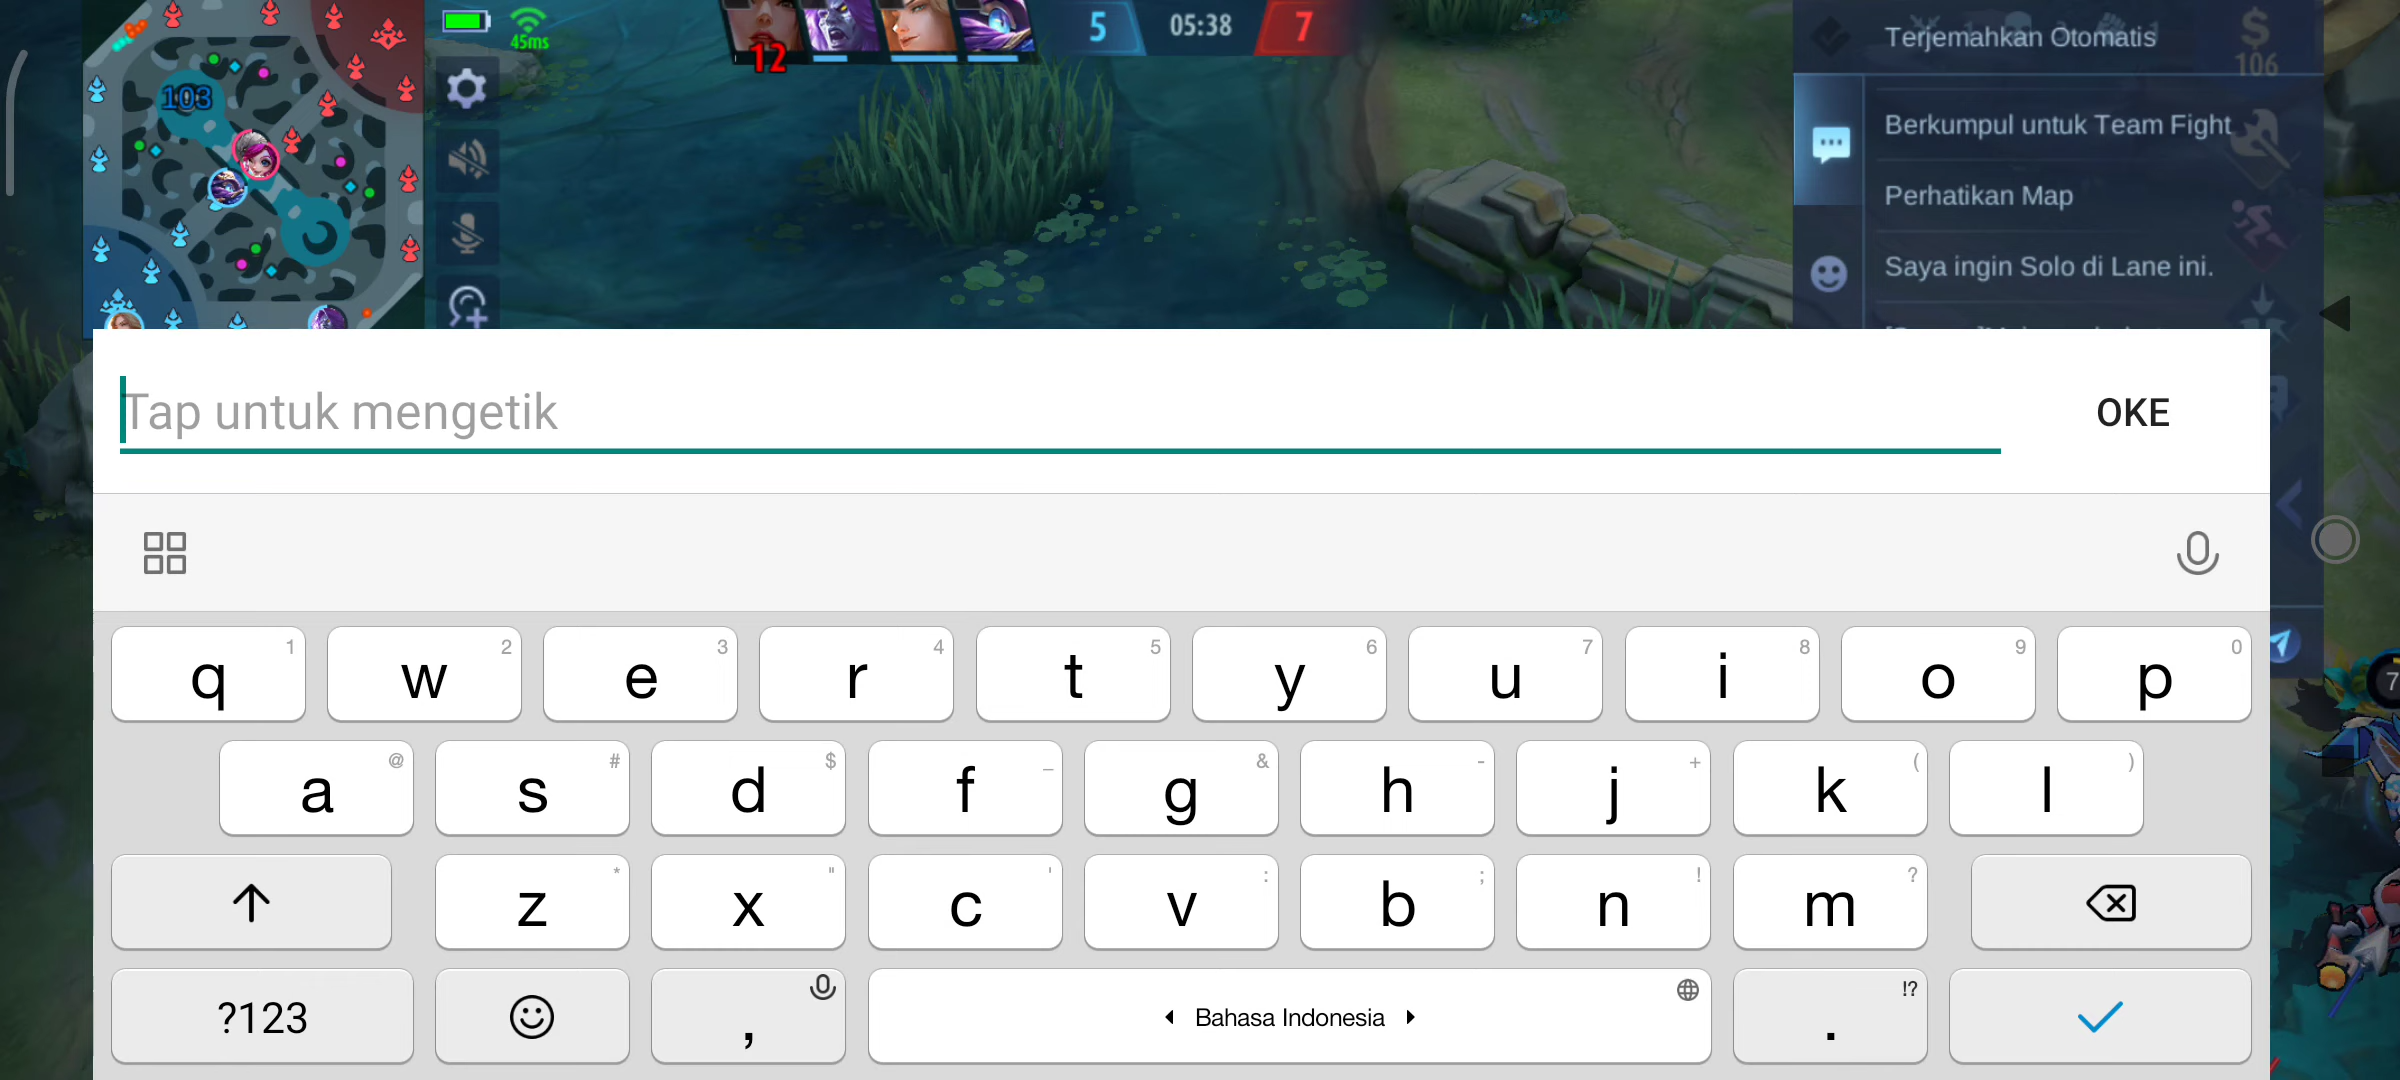 103
45ms
12
5 05:38 7
Terjemahkan Otomatis
106
Berkumpul untuk Team Fight
Perhatikan Map
Saya ingin Solo di Lane ini.
Tap untuk mengetik OKE
q 1 w 2 e 3 r 4 t 5 y 6 u 7 i 8 o 9 p 0
7
a @ s # d $ f _ g & h - j + k ( l )
z * x " c ' v : b ; n ! m ?
?123 , Bahasa Indonesia . !?